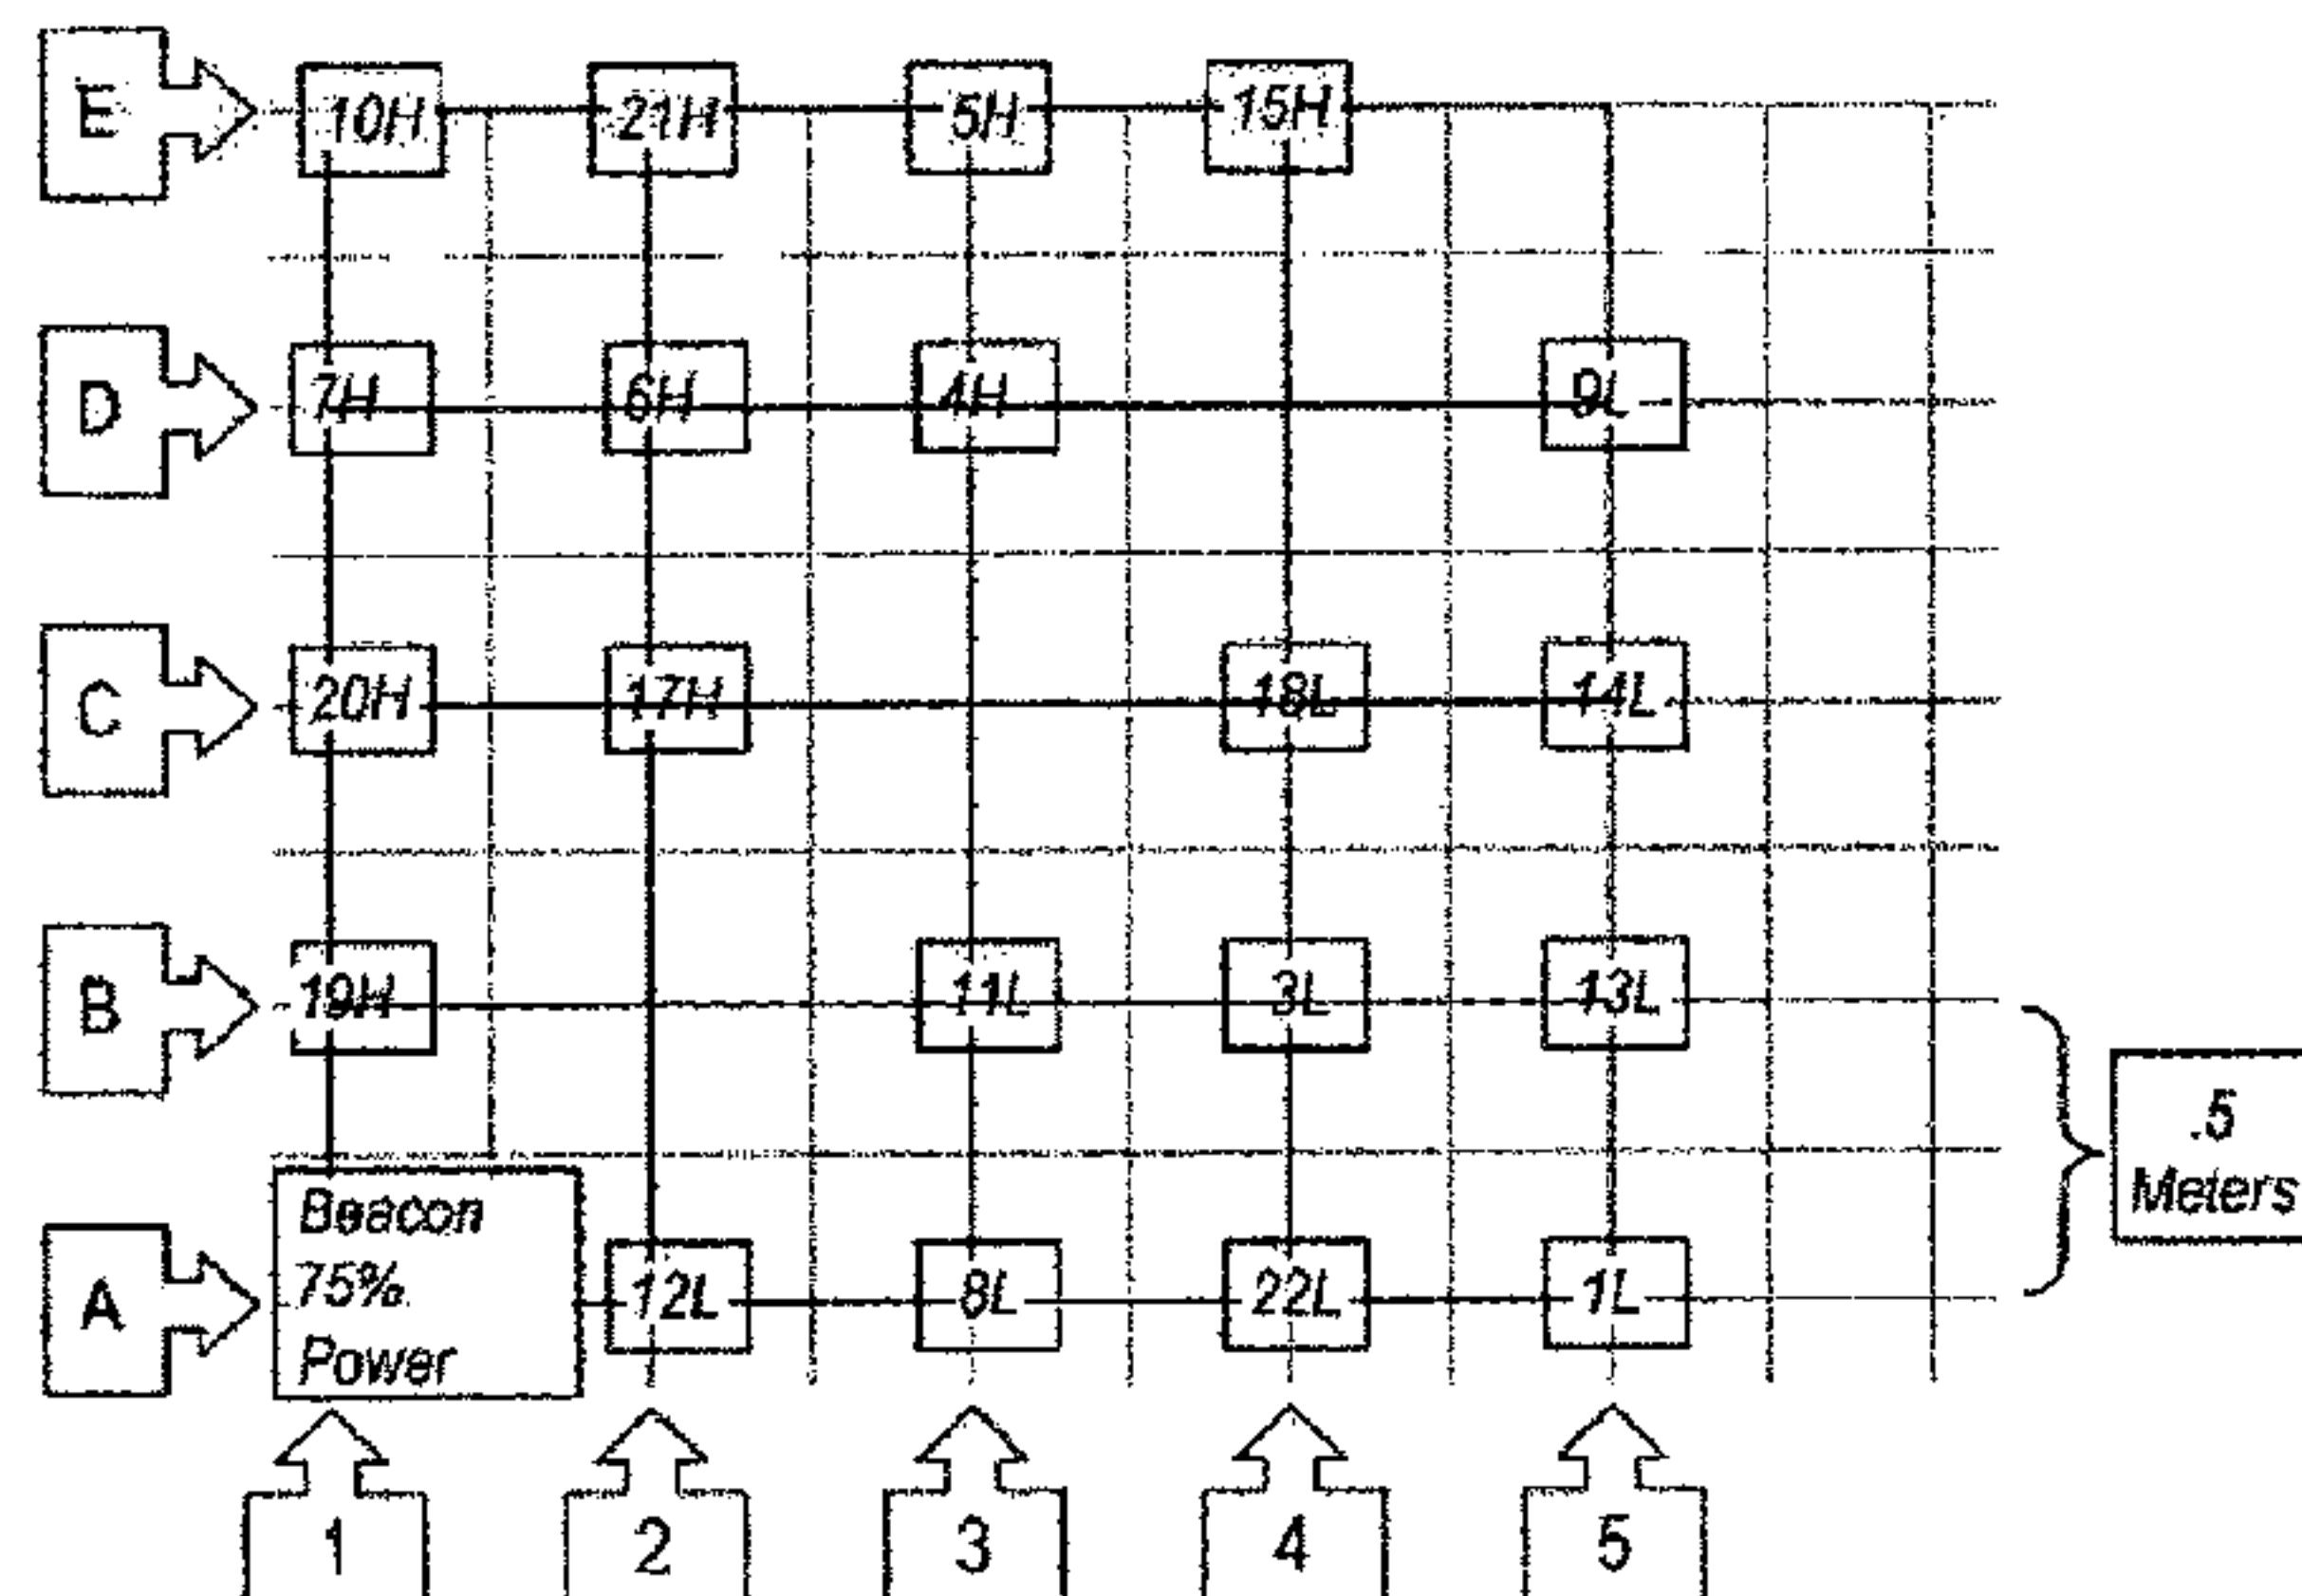 E 10H 21H 5H 15H
D 7H 6H 4H 9L
C 20H 17H 18L 14L
B 19H 11L 3L 13L
.5
Meters
Beacon
75%
Power
A 12L 8L 22L 1L
1 2 3 4 5